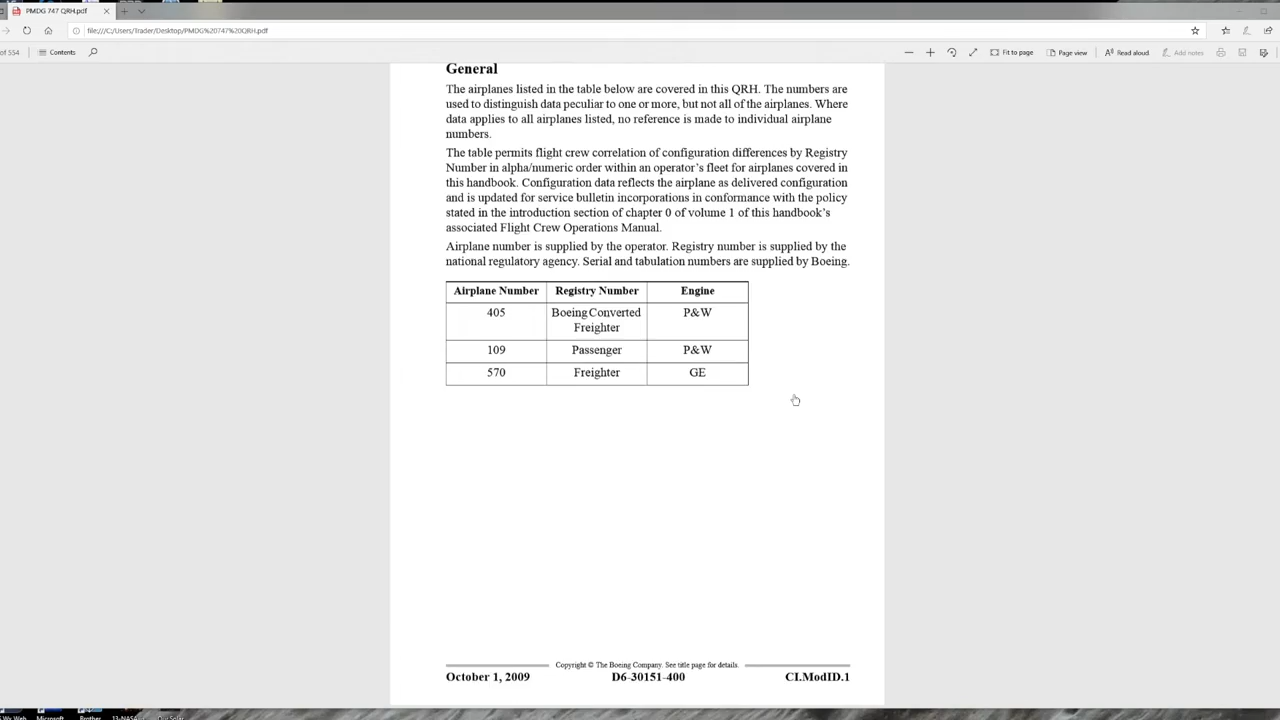 PMDG 747 QRH.pdf
file:///C:/Users/Trader/Desktop/PMDG%20747%20QRH.pdf
of 554 Contents Fit to page Page view Read aloud Add notes
General
The airplanes listed in the table below are covered in this QRH. The numbers are
used to distinguish data peculiar to one or more, but not all of the airplanes. Where
data applies to all airplanes listed, no reference is made to individual airplane
numbers.
The table permits flight crew correlation of configuration differences by Registry
Number in alpha/numeric order within an operator's fleet for airplanes covered in
this handbook. Configuration data reflects the airplane as delivered configuration
and is updated for service bulletin incorporations in conformance with the policy
stated in the introduction section of chapter 0 of volume 1 of this handbook's
associated Flight Crew Operations Manual.
Airplane number is supplied by the operator. Registry number is supplied by the
national regulatory agency. Serial and tabulation numbers are supplied by Boeing.
Airplane Number Registry Number Engine
405 Boeing Converted Freighter P&W
109 Passenger P&W
570 Freighter GE
Copyright © The Boeing Company. See title page for details.
October 1, 2009 D6-30151-400 CI.ModID.1
Microsoft Brother